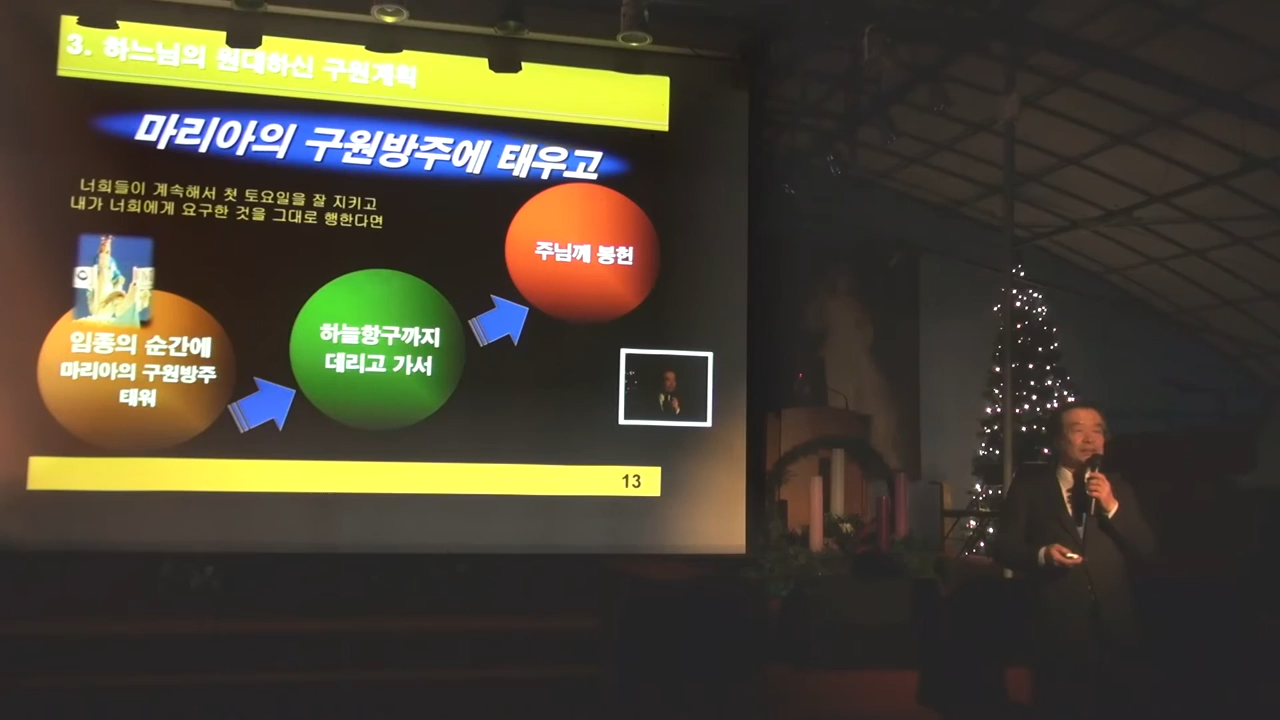 3. 하느님의 원대하신 구원계획
마리아의 구원방주에 태우고
너희들이 계속해서 첫 토요일을 잘 지키고
내가 너희에게 요구한 것을 그대로 행한다면
주님께 봉헌
하늘항구까지
데리고 가서
임종의 순간에
마리아의 구원방주
태워
13